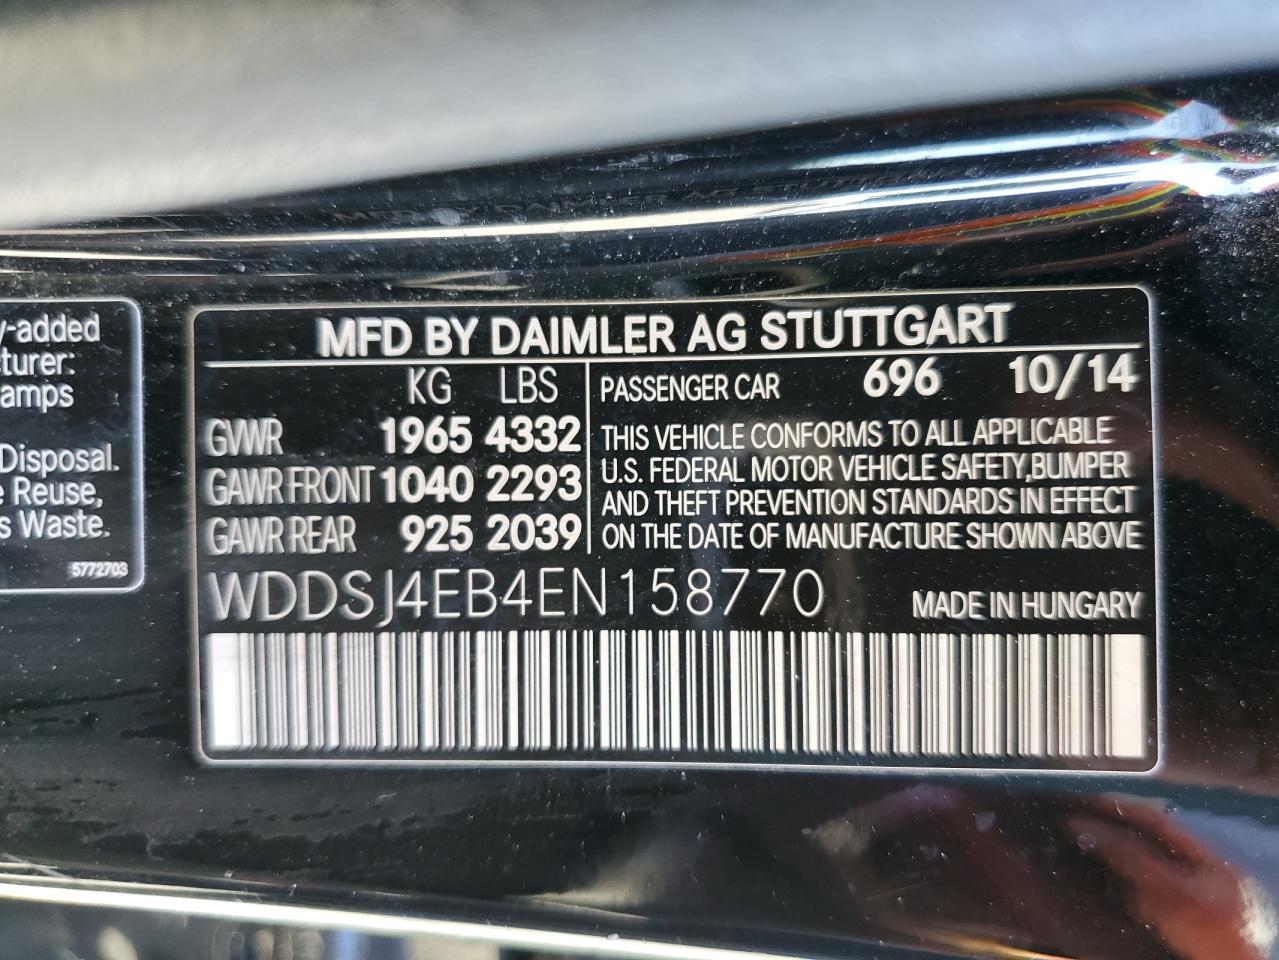 y-added
cturer:
amps
Disposal.
e Reuse,
s Waste.
5772703
MFD BY DAIMLER AG STUTTGART
KG LBS
GVWR 1965 4332
GAWR FRONT 1040 2293
GAWR REAR 925 2039
PASSENGER CAR 696 10/14
THIS VEHICLE CONFORMS TO ALL APPLICABLE
U.S. FEDERAL MOTOR VEHICLE SAFETY,BUMPER
AND THEFT PREVENTION STANDARDS IN EFFECT
ON THE DATE OF MANUFACTURE SHOWN ABOVE
WDDSJ4EB4EN158770
MADE IN HUNGARY